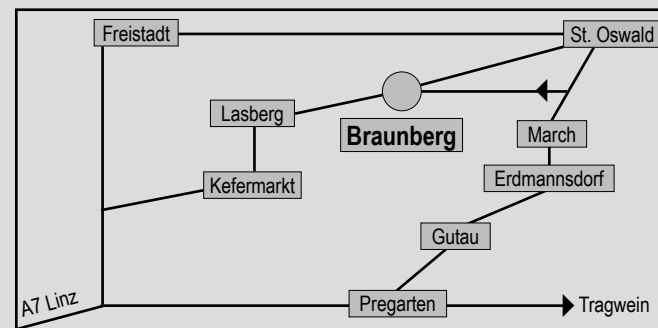 Freistadt
St. Oswald
Lasberg
Braunberg
March
Kefermarkt
Erdmannsdorf
Gutau
A7 Linz
Pregarten
Tragwein